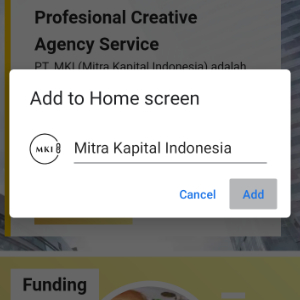 Profesional Creative
Agency Service
PT. MKI (Mitra Kapital Indonesia) adalah
Add to Home screen
MKI
Mitra Kapital Indonesia
Cancel
Add
Funding